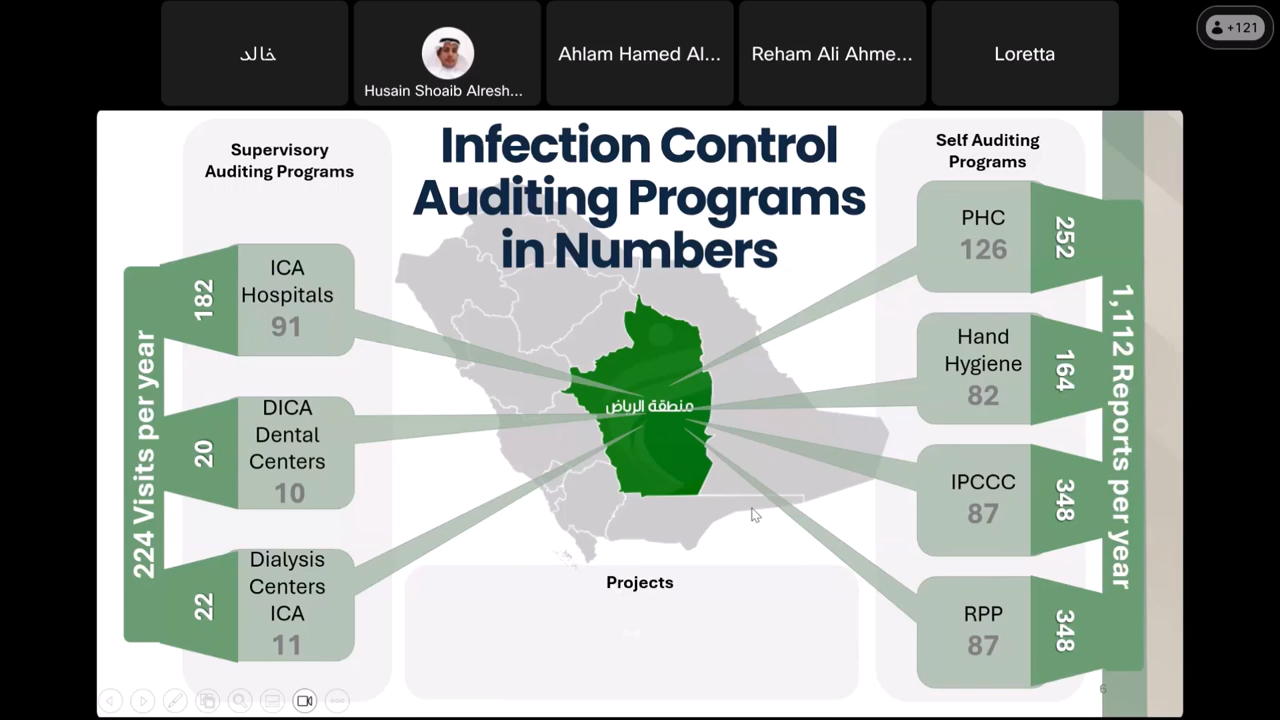 خالد
Husain Shoaib Alresh...
Ahlam Hamed Al...
Reham Ali Ahme...
Loretta
+121
Infection Control
Auditing Programs
in Numbers
Supervisory
Auditing Programs
224 Visits per year
182
ICA
Hospitals
91
20
DICA
Dental
Centers
10
22
Dialysis
Centers
ICA
11
منطقة الرياض
Projects
Self Auditing
Programs
PHC
126
252
Hand
Hygiene
82
164
IPCCC
87
348
RPP
87
348
1,112 Reports per year
6